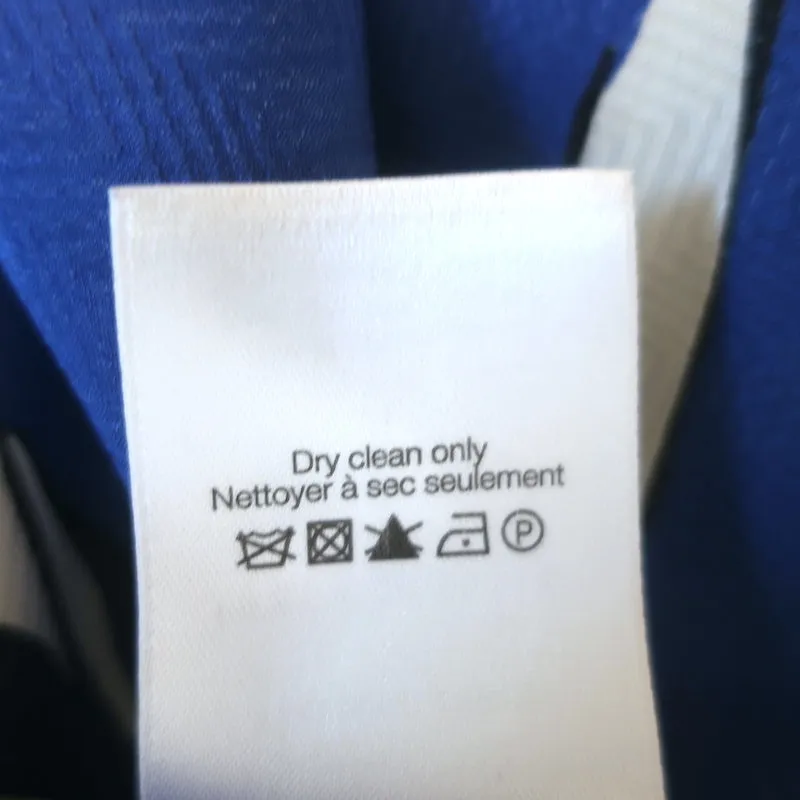 Dry clean only
Nettoyer à sec seulement
P